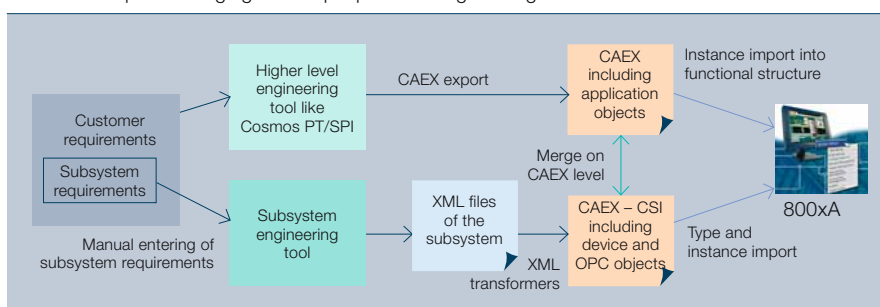 Customer
requirements
Subsystem
requirements
Manual entering of
subsystem requirements
Higher level
engineering
tool like
Cosmos PT/SPI
CAEX export
CAEX
including
application
objects
Instance import into
functional structure
Merge on
CAEX level
Subsystem
engineering
tool
XML files
of the
subsystem
XML
transformers
CAEX – CSI
including
device and
OPC objects
Type and
instance import
800xA